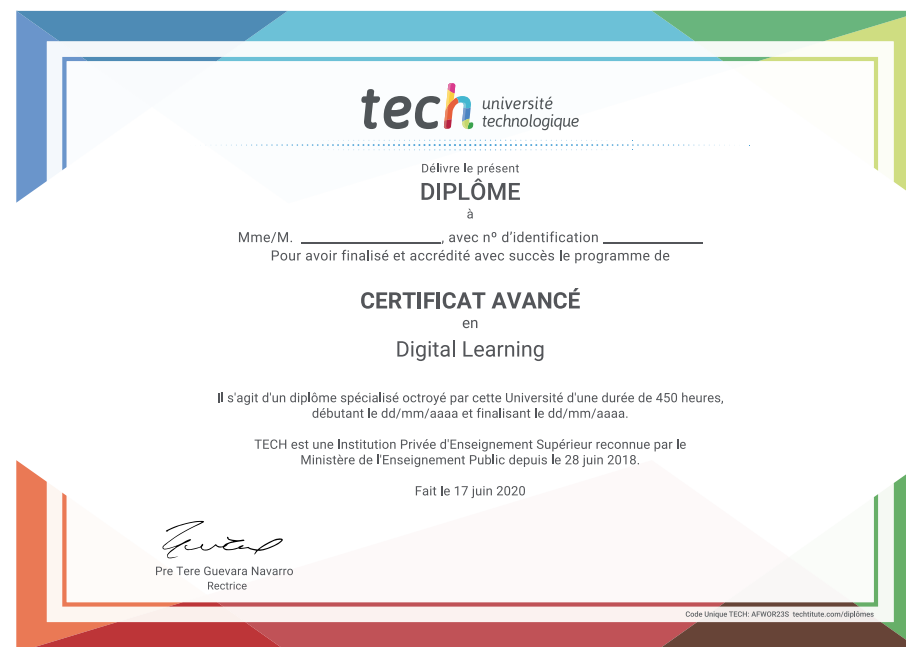 tech université
technologique
Délivre le présent
DIPLÔME
à
Mme/M. ____________________, avec nº d'identification ______________
Pour avoir finalisé et accrédité avec succès le programme de
CERTIFICAT AVANCÉ
en
Digital Learning
Il s'agit d'un diplôme spécialisé octroyé par cette Université d'une durée de 450 heures,
débutant le dd/mm/aaaa et finalisant le dd/mm/aaaa.
TECH est une Institution Privée d'Enseignement Supérieur reconnue par le
Ministère de l'Enseignement Public depuis le 28 juin 2018.
Fait le 17 juin 2020
Pre Tere Guevara Navarro
Rectrice
Code Unique TECH: AFWOR23S techtitute.com/diplômes